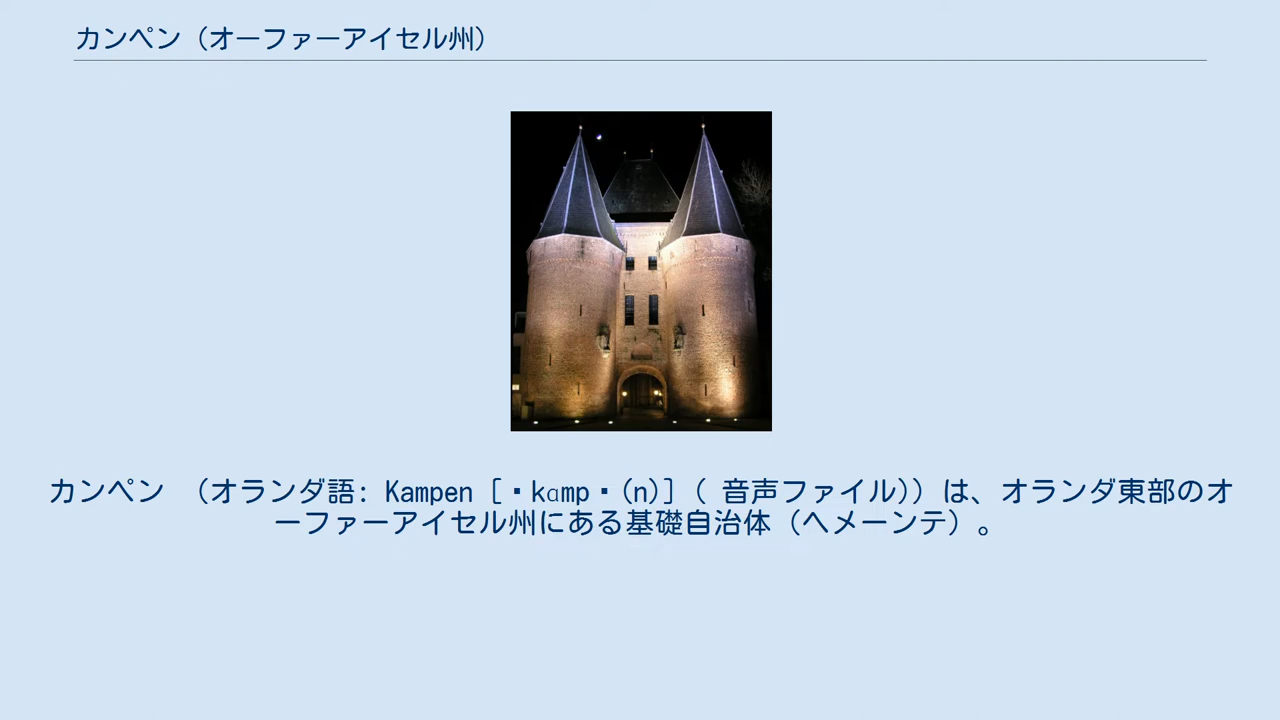 カンペン（オーファーアイセル州）
カンペン　（オランダ語: Kampen [▪kɑmp▪(n)] ( 音声ファイル)）は、オランダ東部のオ
ーファーアイセル州にある基礎自治体（ヘメーンテ）。